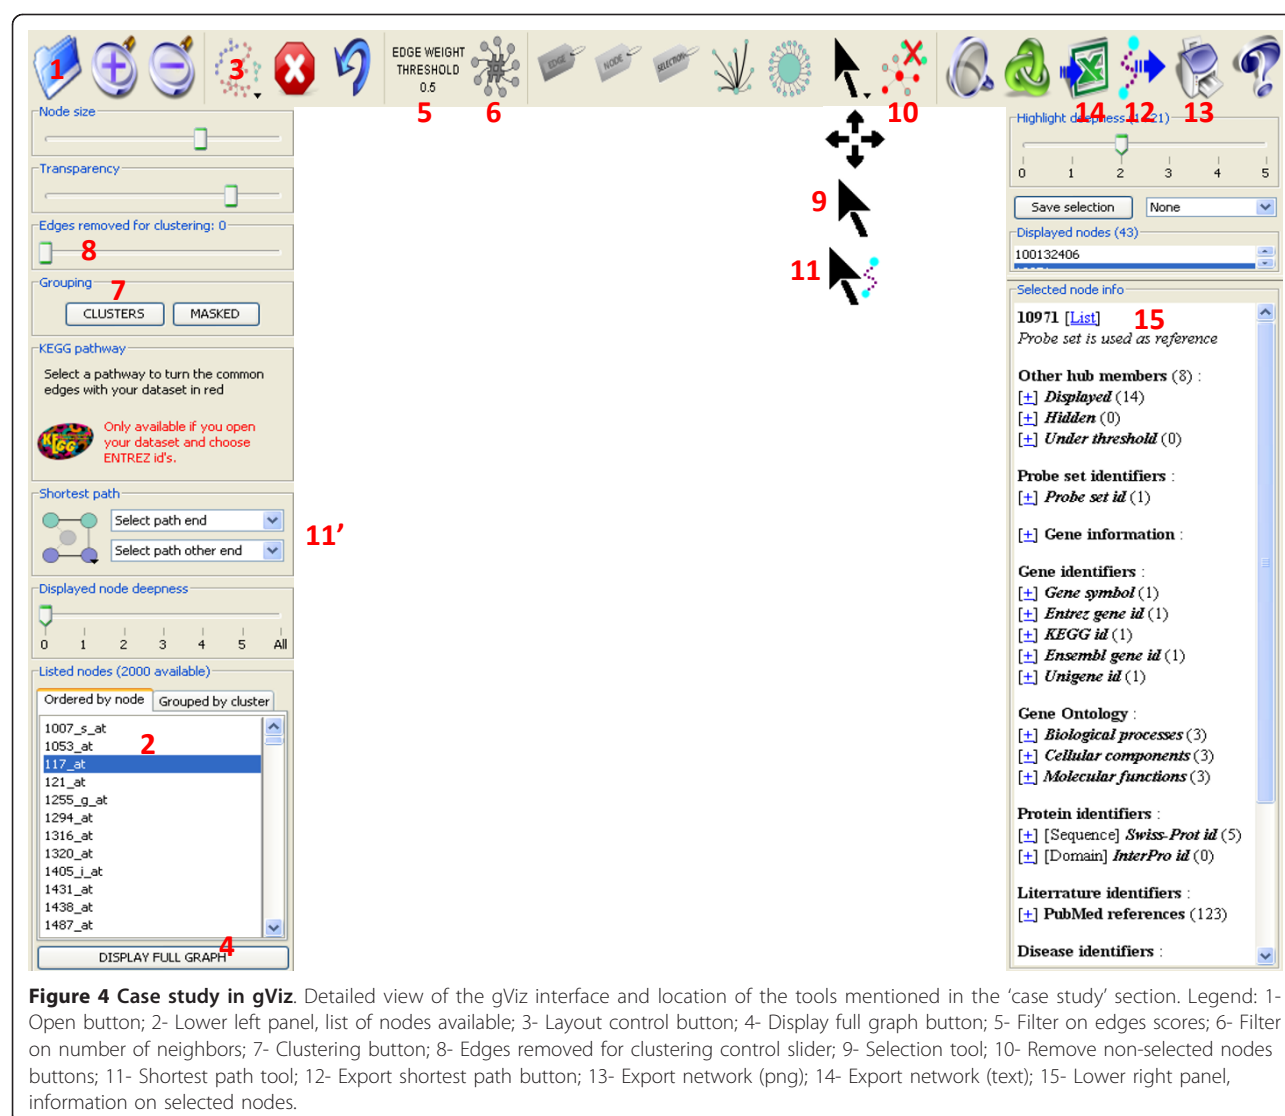 1
3
EDGE WEIGHT
THRESHOLD
0.5
5
6
EDGE
NODE
SELECTION
10
14
12
13
Node size
Transparency
Edges removed for clustering: 0
8
Grouping
7
CLUSTERS MASKED
KEGG pathway
Select a pathway to turn the common
edges with your dataset in red
KEGG
Only available if you open
your dataset and choose
ENTREZ id's.
Shortest path
Select path end
Select path other end
11’
Displayed node deepness
0 1 2 3 4 5 All
Listed nodes (2000 available)
Ordered by node Grouped by cluster
1007_s_at
1053_at
2
117_at
121_at
1255_g_at
1294_at
1316_at
1320_at
1405_i_at
1431_at
1438_at
1487_at
4
DISPLAY FULL GRAPH
9
11
Highlight deepness
0 1 2 3 4 5
Save selection None
Displayed nodes (43)
100132406
Selected node info
10971 [List]
15
Probe set is used as reference
Other hub members (8) :
[+] Displayed (14)
[+] Hidden (0)
[+] Under threshold (0)
Probe set identifiers :
[+] Probe set id (1)
[+] Gene information :
Gene identifiers :
[+] Gene symbol (1)
[+] Entrez gene id (1)
[+] KEGG id (1)
[+] Ensembl gene id (1)
[+] Unigene id (1)
Gene Ontology :
[+] Biological processes (3)
[+] Cellular components (3)
[+] Molecular functions (3)
Protein identifiers :
[+] [Sequence] Swiss-Prot id (5)
[+] [Domain] InterPro id (0)
Literrature identifiers :
[+] PubMed references (123)
Disease identifiers :
Figure 4 Case study in gViz. Detailed view of the gViz interface and location of the tools mentioned in the ‘case study’ section. Legend: 1-
Open button; 2- Lower left panel, list of nodes available; 3- Layout control button; 4- Display full graph button; 5- Filter on edges scores; 6- Filter
on number of neighbors; 7- Clustering button; 8- Edges removed for clustering control slider; 9- Selection tool; 10- Remove non-selected nodes
buttons; 11- Shortest path tool; 12- Export shortest path button; 13- Export network (png); 14- Export network (text); 15- Lower right panel,
information on selected nodes.